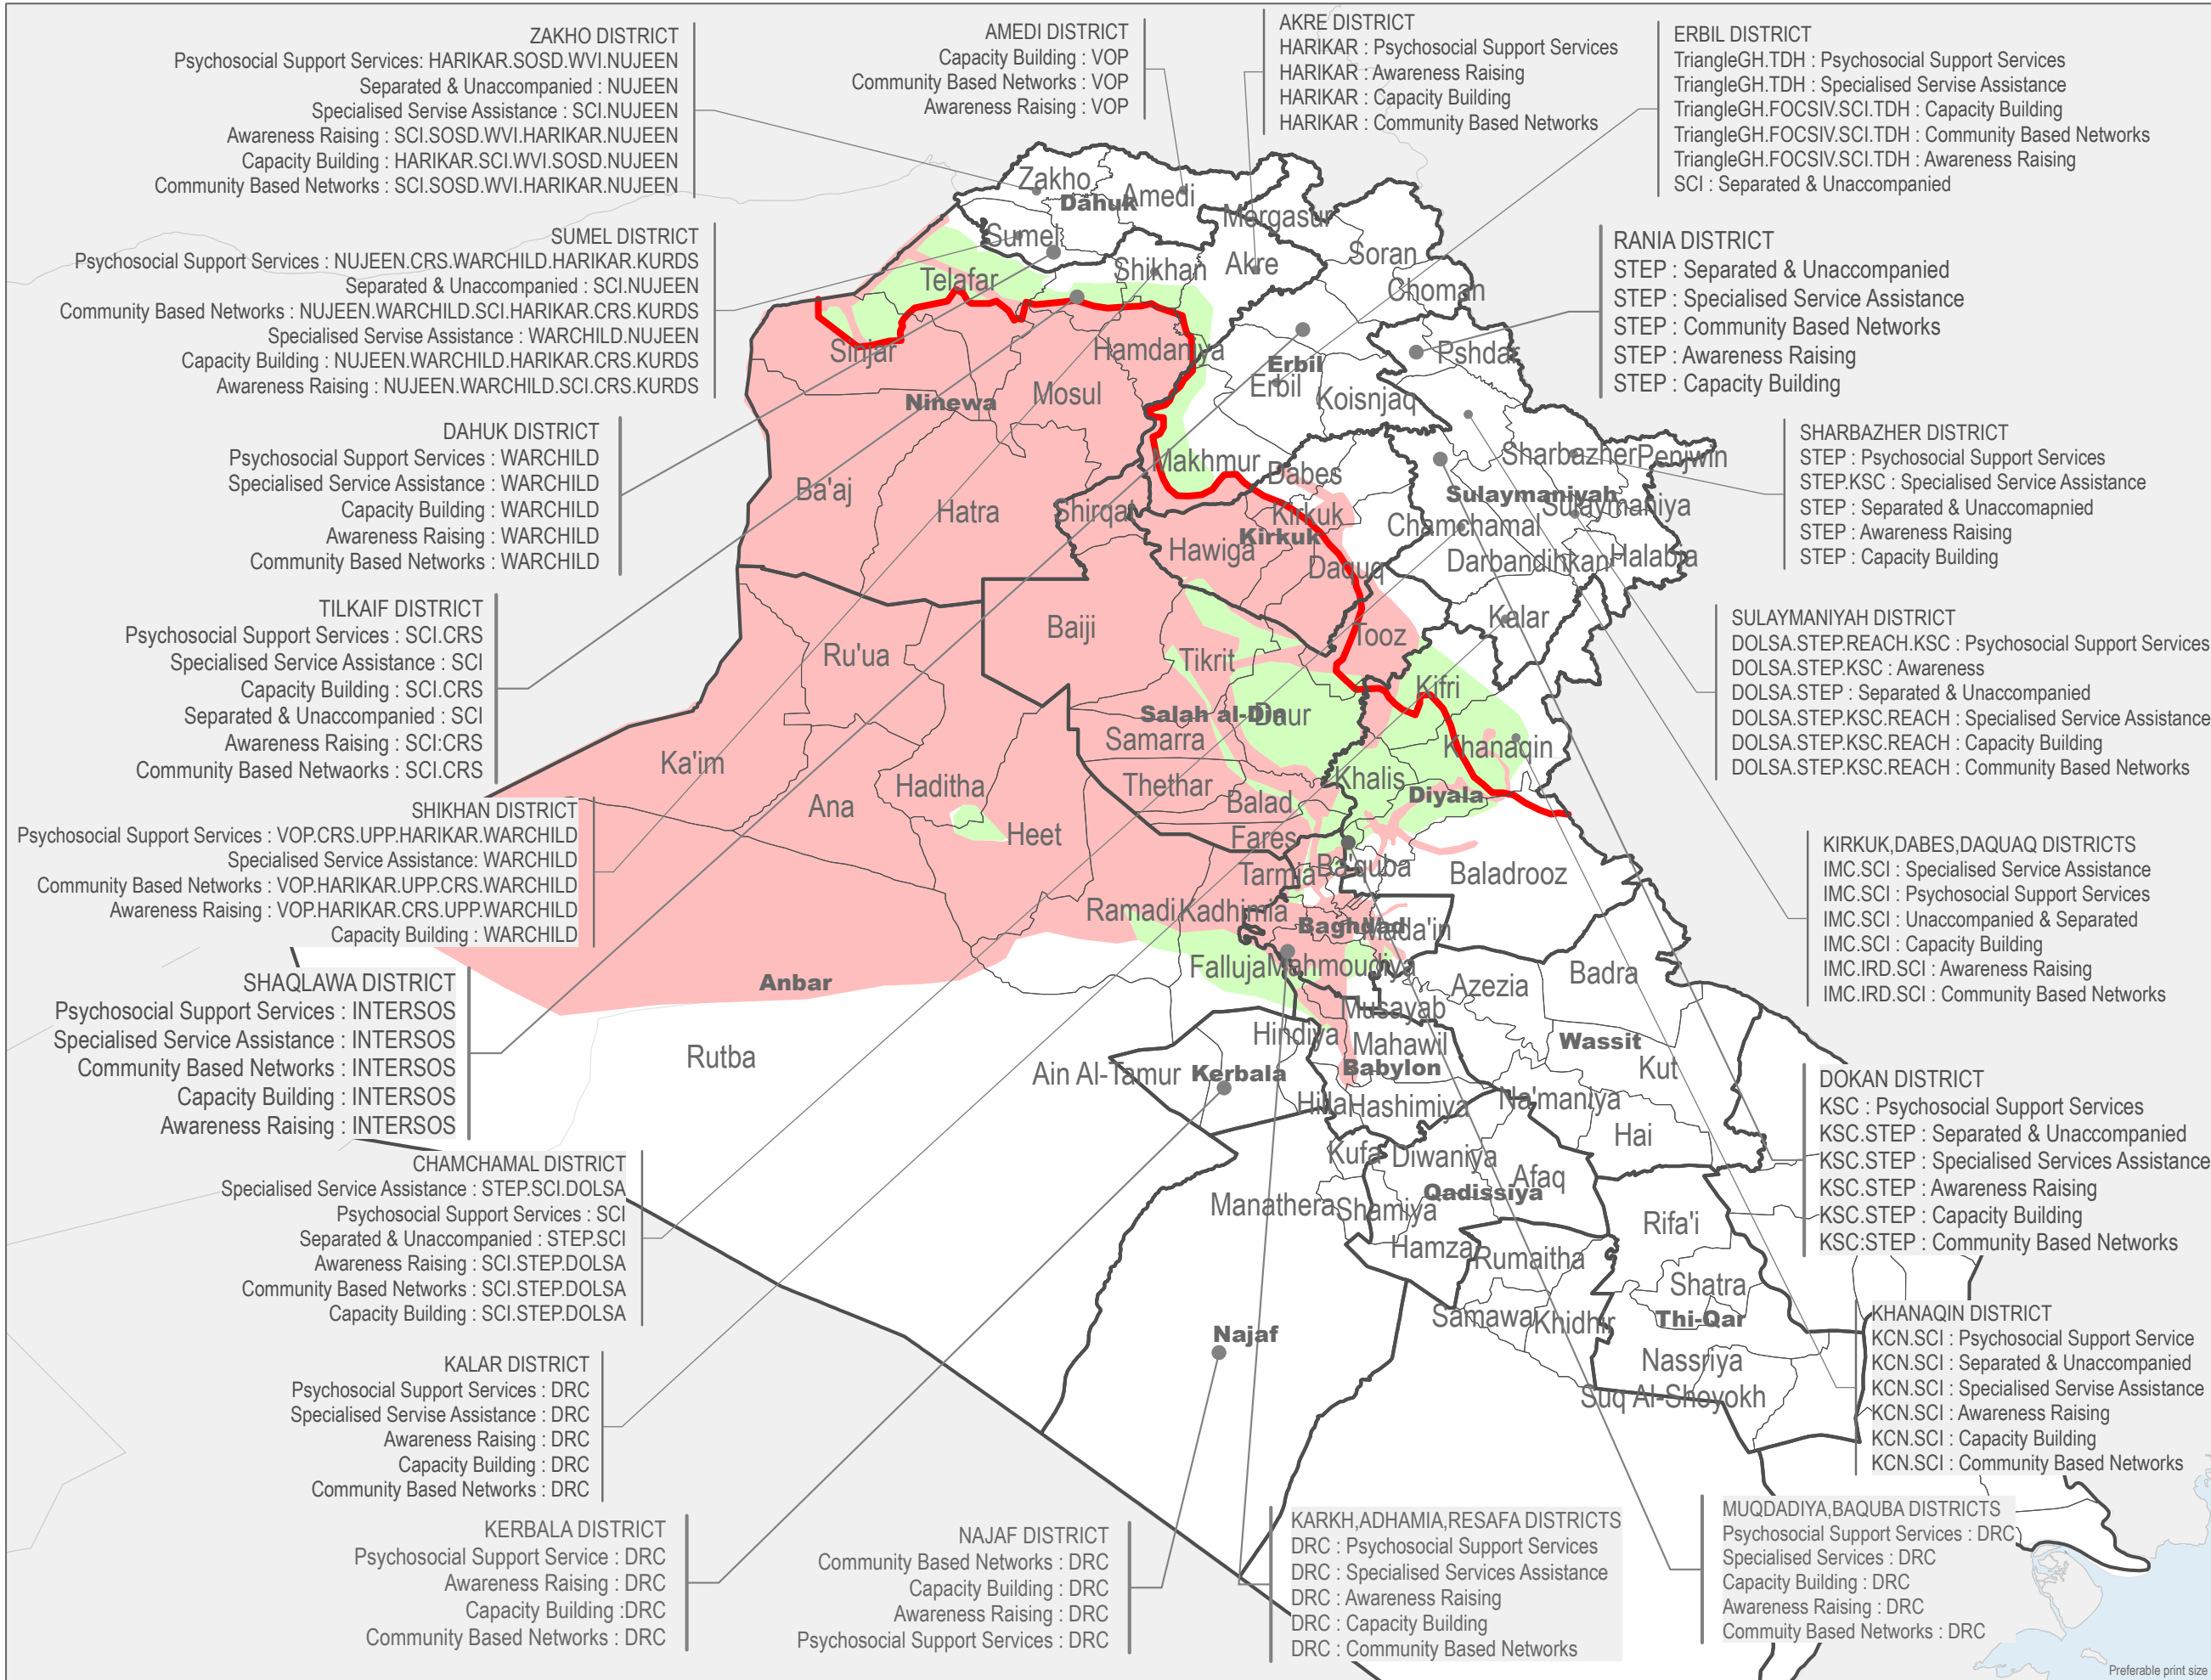 ZAKHO DISTRICT
Psychosocial Support Services: HARIKAR.SOSD.WVI.NUJEEN
Separated & Unaccompanied : NUJEEN
Specialised Servise Assistance : SCI.NUJEEN
Awareness Raising : SCI.SOSD.WVI.HARIKAR.NUJEEN
Capacity Building : HARIKAR.SCI.WVI.SOSD.NUJEEN
Community Based Networks : SCI.SOSD.WVI.HARIKAR.NUJEEN
AMEDI DISTRICT
Capacity Building : VOP
Community Based Networks : VOP
Awareness Raising : VOP
AKRE DISTRICT
HARIKAR : Psychosocial Support Services
HARIKAR : Awareness Raising
HARIKAR : Capacity Building
HARIKAR : Community Based Networks
ERBIL DISTRICT
TriangleGH.TDH : Psychosocial Support Services
TriangleGH.TDH : Specialised Servise Assistance
TriangleGH.FOCSIV.SCI.TDH : Capacity Building
TriangleGH.FOCSIV.SCI.TDH : Community Based Networks
TriangleGH.FOCSIV.SCI.TDH : Awareness Raising
SCI : Separated & Unaccompanied
SUMEL DISTRICT
Psychosocial Support Services : NUJEEN.CRS.WARCHILD.HARIKAR.KURDS
Separated & Unaccompanied : SCI.NUJEEN
Community Based Networks : NUJEEN.WARCHILD.SCI.HARIKAR.CRS.KURDS
Specialised Servise Assistance : WARCHILD.NUJEEN
Capacity Building : NUJEEN.WARCHILD.HARIKAR.CRS.KURDS
Awareness Raising : NUJEEN.WARCHILD.SCI.CRS.KURDS
RANIA DISTRICT
STEP : Separated & Unaccompanied
STEP : Specialised Service Assistance
STEP : Community Based Networks
STEP : Awareness Raising
STEP : Capacity Building
DAHUK DISTRICT
Psychosocial Support Services : WARCHILD
Specialised Service Assistance : WARCHILD
Capacity Building : WARCHILD
Awareness Raising : WARCHILD
Community Based Networks : WARCHILD
SHARBAZHER DISTRICT
STEP : Psychosocial Support Services
STEP.KSC : Specialised Service Assistance
STEP : Separated & Unaccomapnied
STEP : Awareness Raising
STEP : Capacity Building
TILKAIF DISTRICT
Psychosocial Support Services : SCI.CRS
Specialised Service Assistance : SCI
Capacity Building : SCI.CRS
Separated & Unaccompanied : SCI
Awareness Raising : SCI:CRS
Community Based Netwaorks : SCI.CRS
SULAYMANIYAH DISTRICT
DOLSA.STEP.REACH.KSC : Psychosocial Support Services
DOLSA.STEP.KSC : Awareness
DOLSA.STEP : Separated & Unaccompanied
DOLSA.STEP.KSC.REACH : Specialised Service Assistance
DOLSA.STEP.KSC.REACH : Capacity Building
DOLSA.STEP.KSC.REACH : Community Based Networks
SHIKHAN DISTRICT
Psychosocial Support Services : VOP.CRS.UPP.HARIKAR.WARCHILD
Specialised Service Assistance: WARCHILD
Community Based Networks : VOP.HARIKAR.UPP.CRS.WARCHILD
Awareness Raising : VOP.HARIKAR.CRS.UPP.WARCHILD
Capacity Building : WARCHILD
KIRKUK,DABES,DAQUAQ DISTRICTS
IMC.SCI : Specialised Service Assistance
IMC.SCI : Psychosocial Support Services
IMC.SCI : Unaccompanied & Separated
IMC.SCI : Capacity Building
IMC.IRD.SCI : Awareness Raising
IMC.IRD.SCI : Community Based Networks
SHAQLAWA DISTRICT
Psychosocial Support Services : INTERSOS
Specialised Service Assistance : INTERSOS
Community Based Networks : INTERSOS
Capacity Building : INTERSOS
Awareness Raising : INTERSOS
DOKAN DISTRICT
KSC : Psychosocial Support Services
KSC.STEP : Separated & Unaccompanied
KSC.STEP : Specialised Services Assistance
KSC.STEP : Awareness Raising
KSC.STEP : Capacity Building
KSC:STEP : Community Based Networks
CHAMCHAMAL DISTRICT
Specialised Service Assistance : STEP.SCI.DOLSA
Psychosocial Support Services : SCI
Separated & Unaccompanied : STEP.SCI
Awareness Raising : SCI.STEP.DOLSA
Community Based Networks : SCI.STEP.DOLSA
Capacity Building : SCI.STEP.DOLSA
KHANAQIN DISTRICT
KCN.SCI : Psychosocial Support Service
KCN.SCI : Separated & Unaccompanied
KCN.SCI : Specialised Servise Assistance
KCN.SCI : Awareness Raising
KCN.SCI : Capacity Building
KCN.SCI : Community Based Networks
KALAR DISTRICT
Psychosocial Support Services : DRC
Specialised Servise Assistance : DRC
Awareness Raising : DRC
Capacity Building : DRC
Community Based Networks : DRC
KERBALA DISTRICT
Psychosocial Support Service : DRC
Awareness Raising : DRC
Capacity Building :DRC
Community Based Networks : DRC
NAJAF DISTRICT
Community Based Networks : DRC
Capacity Building : DRC
Awareness Raising : DRC
Psychosocial Support Services : DRC
KARKH,ADHAMIA,RESAFA DISTRICTS
DRC : Psychosocial Support Services
DRC : Specialised Services Assistance
DRC : Awareness Raising
DRC : Capacity Building
DRC : Community Based Networks
MUQDADIYA,BAQUBA DISTRICTS
Psychosocial Support Services : DRC
Specialised Services : DRC
Capacity Building : DRC
Awareness Raising : DRC
Commuity Based Networks : DRC
Zakho
Dahuk
Amedi
Mergasur
Sumel
Soran
Shikhan
Akre
Telafar
Choman
Sinjar
Hamdaniya
Pshdar
Erbil
Erbil
Ninewa
Mosul
Koisnjaq
Makhmur
Dabes
Sharbazher
Penjwin
Ba'aj
Hatra
Shirqat
Kirkuk
Kirkuk
Sulaymaniyah
Sulaymaniya
Chamchamal
Hawiga
Daquq
Darbandihkan
Halabja
Baiji
Tooz
Kalar
Ru'ua
Tikrit
Kifri
Salah al-Din
Daur
Samarra
Khanaqin
Ka'im
Haditha
Thethar
Khalis
Diyala
Ana
Balad
Heet
Fares
Tarmia
Ba'quba
Baladrooz
Ramadi
Kadhimia
Baghdad
Mada'in
Falluja
Mahmoudiya
Anbar
Azezia
Badra
Musayab
Hindiya
Mahawil
Wassit
Rutba
Ain Al-Tamur
Kerbala
Babylon
Kut
Hilla
Hashimiya
Na'maniya
Hai
Kufa
Diwaniya
Afaq
Manathera
Shamiya
Qadissiya
Rifa'i
Hamza
Rumaitha
Shatra
Samawa
Khidhir
Thi-Qar
Najaf
Nassriya
Suq Al-Shoyokh
Preferable print size